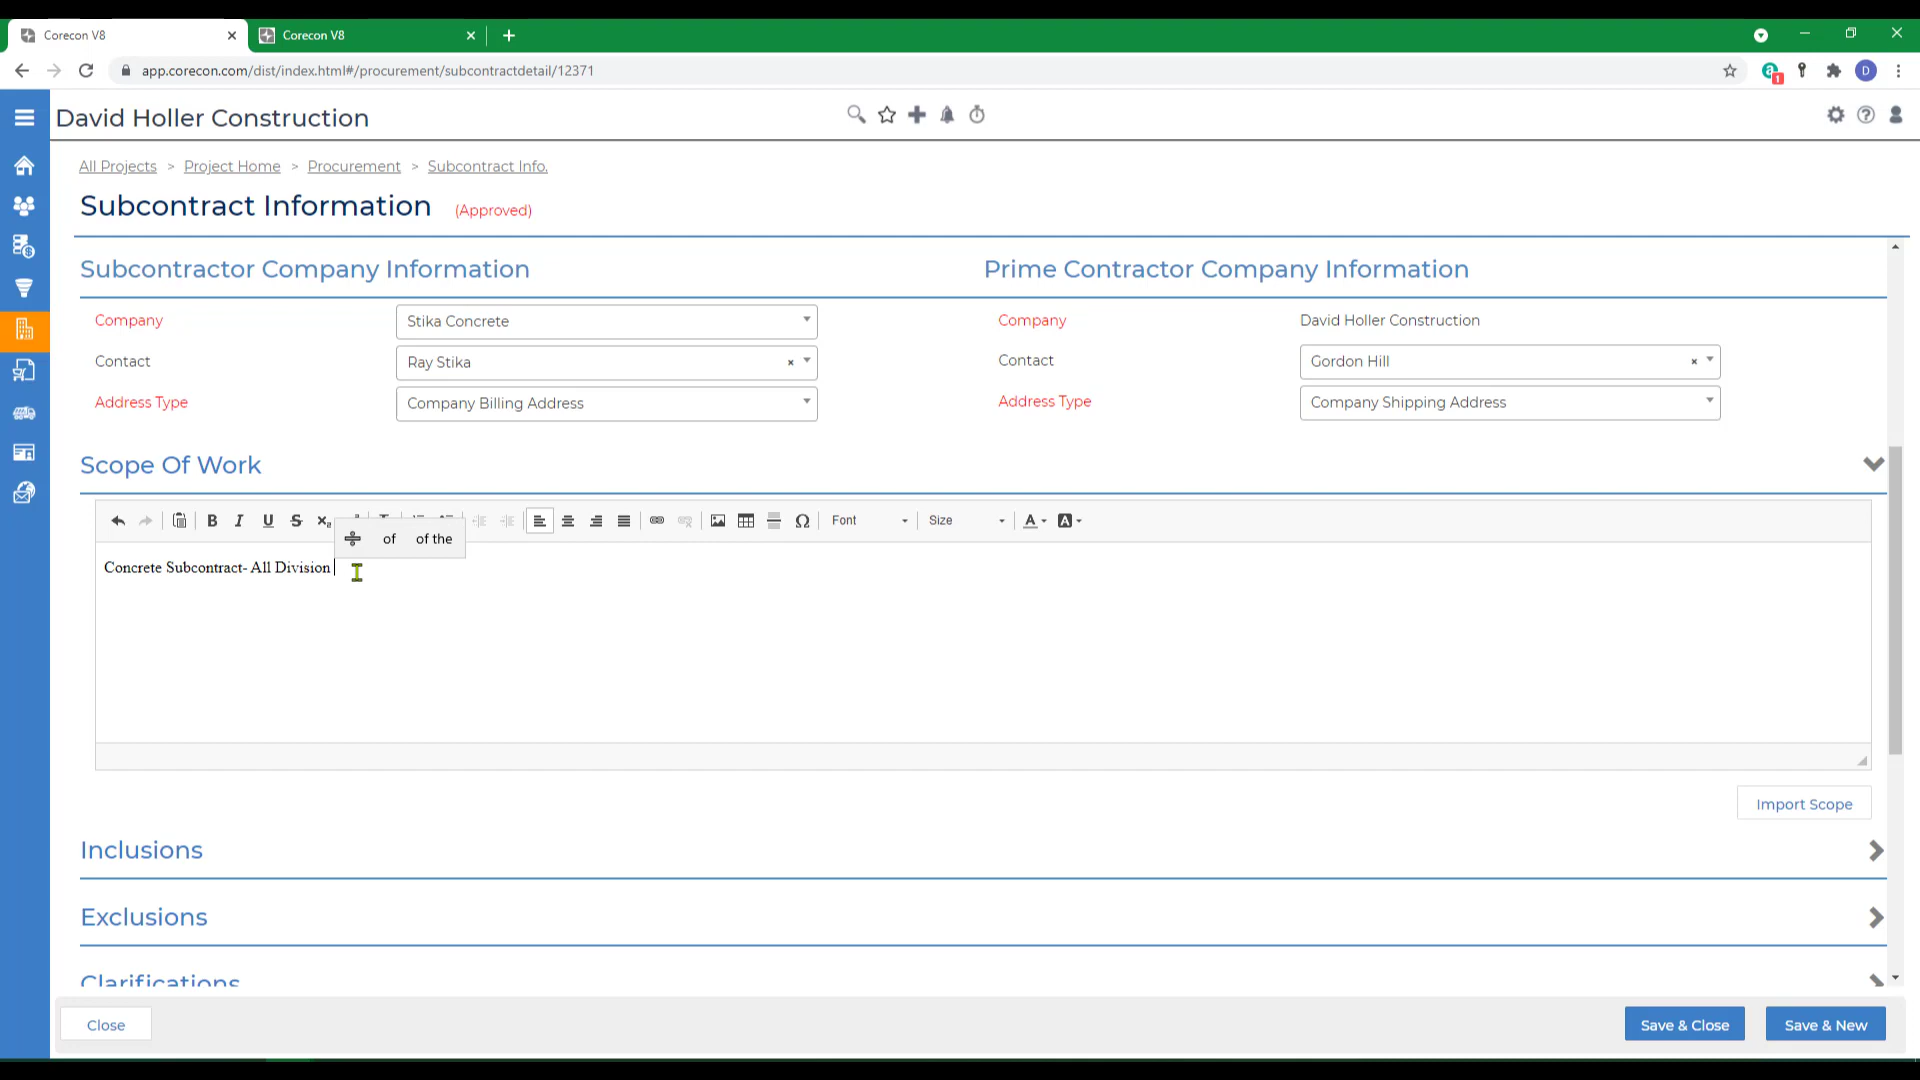 Corecon V8
Corecon V8
app.corecon.com/dist/index.html#/procurement/subcontractdetail/12371
D
David Holler Construction
All Projects > Project Home > Procurement > Subcontract Info.
Subcontract Information (Approved)
Subcontractor Company Information
Company Stika Concrete
Contact Ray Stika
Address Type Company Billing Address
Prime Contractor Company Information
Company David Holler Construction
Contact Gordon Hill
Address Type Company Shipping Address
Scope Of Work
B I U S Font Size A A
÷ of of the
Concrete Subcontract- All Division
Import Scope
Inclusions
Exclusions
Clarifications
Close
Save & Close
Save & New